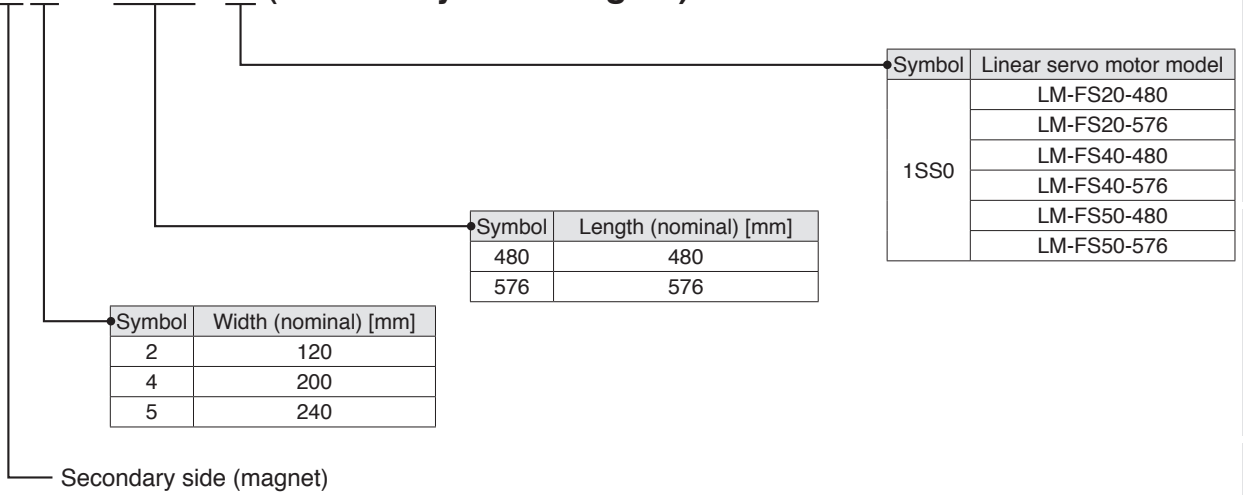 Symbol Linear servo motor model
1SS0
LM-FS20-480
LM-FS20-576
LM-FS40-480
LM-FS40-576
LM-FS50-480
LM-FS50-576
Symbol Length (nominal) [mm]
480 480
576 576
Symbol Width (nominal) [mm]
2 120
4 200
5 240
Secondary side (magnet)